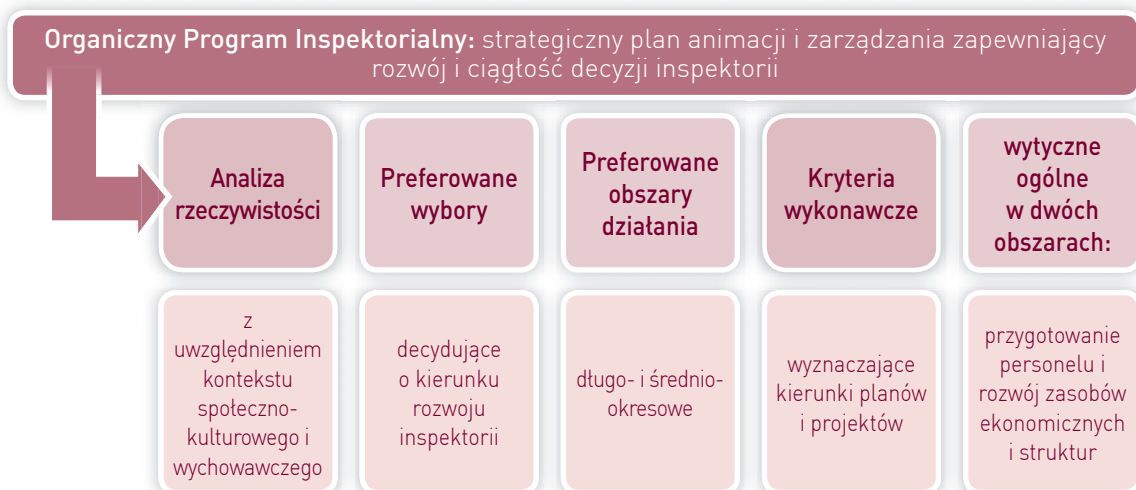 Organiczny Program Inspektorialny: strategiczny plan animacji i zarządzania zapewniający
rozwój i ciągłość decyzji inspektorii
Analiza
rzeczywistości
Preferowane
wybory
Preferowane
obszary
działania
Kryteria
wykonawcze
wytyczne
ogólne
w dwóch
obszarach:
z
uwzględnieniem
kontekstu
społeczno-
kulturowego i
wychowawczego
decydujące
o kierunku
rozwoju
inspektorii
długo- i średnio-
okresowe
wyznaczające
kierunki planów
i projektów
przygotowanie
personelu i
rozwój zasobów
ekonomicznych
i struktur